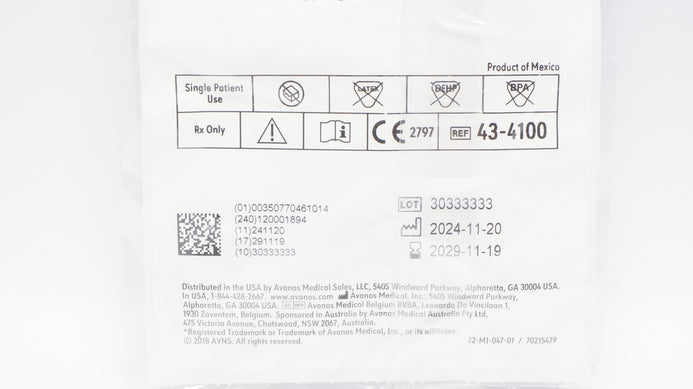 Product of Mexico
Single Patient
Use
LATEX
DEHP
BPA
Rx Only
CE 2797
REF 43-4100
(01)00350770461014
(240)120001894
(11)241120
(17)291119
(10)30333333
LOT 30333333
2024-11-20
2029-11-19
Distributed in the USA by Avanos Medical Sales, LLC, 5405 Windward Parkway, Alpharetta, GA 30004 USA.
In USA, 1-844-428-2667. www.avanos.com Avanos Medical, Inc., 5405 Windward Parkway,
Alpharetta, GA 30004 USA. EC REP Avanos Medical Belgium BVBA, Leonardo Da Vincilaan 1,
1930 Zaventem, Belgium. Sponsored in Australia by Avanos Medical Australia Pty Ltd,
475 Victoria Avenue, Chatswood, NSW 2067, Australia.
*Registered Trademark or Trademark of Avanos Medical, Inc., or its affiliates.
© 2018 AVNS. All rights reserved.
22-M1-047-01 / 70215479